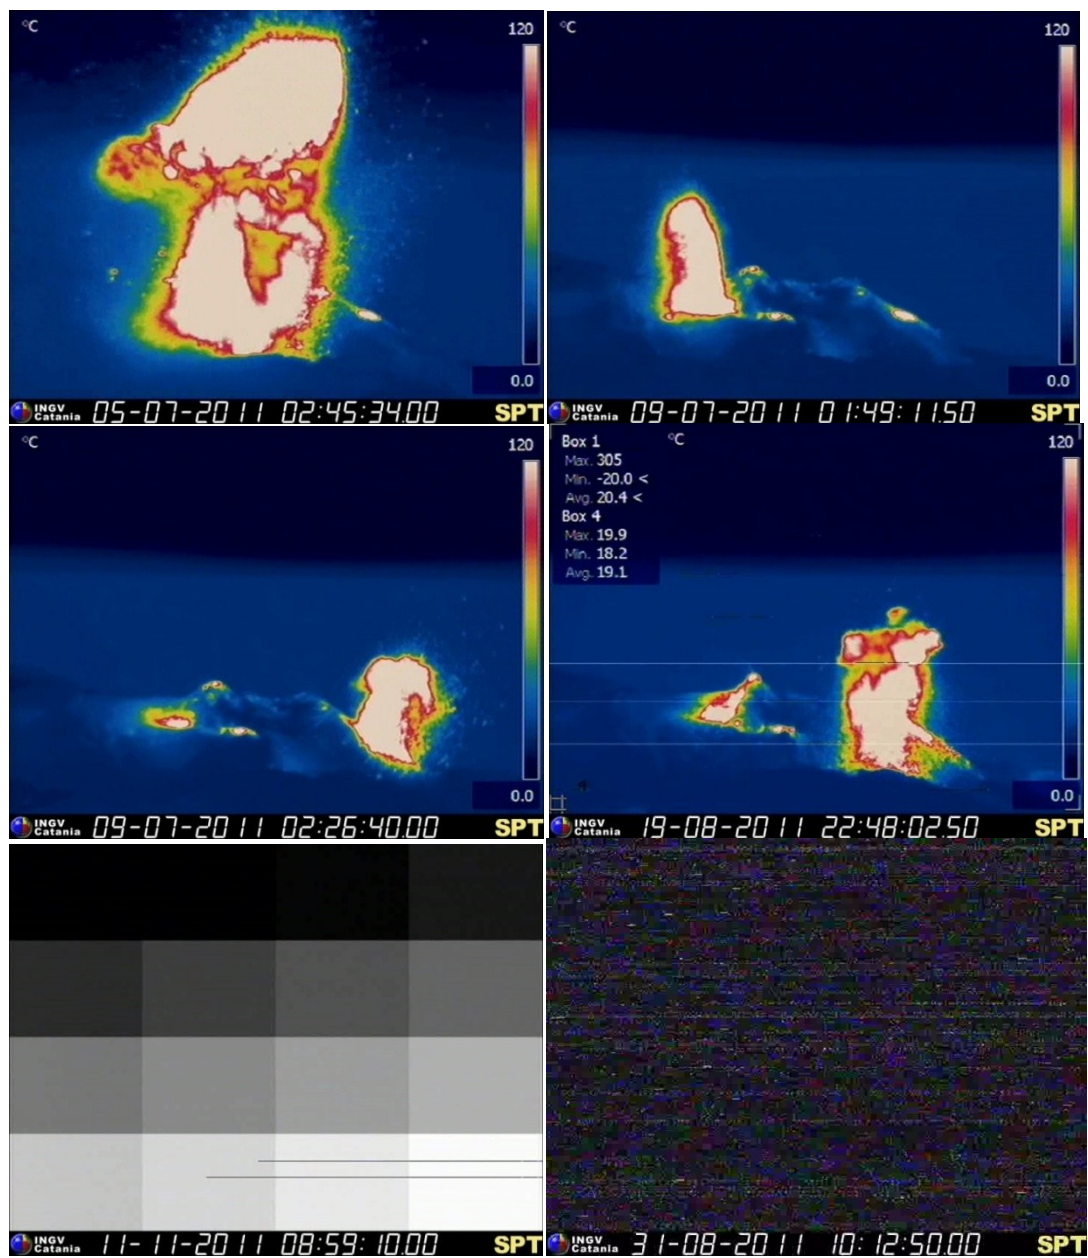 °C
120
0.0
INGV
Catania
05-07-2011 02:45:34.00
SPT
°C
120
0.0
INGV
Catania
09-07-2011 01:49:11.50
SPT
°C
120
0.0
INGV
Catania
09-07-2011 02:26:40.00
SPT
Box 1
Max. 305
Min. -20.0 <
Avg. 20.4 <
Box 4
Max. 19.9
Min. 18.2
Avg. 19.1
°C
120
0.0
INGV
Catania
19-08-2011 22:48:02.50
SPT
INGV
Catania
11-11-2011 08:59:10.00
SPT
INGV
Catania
31-08-2011 10:12:50.00
SPT